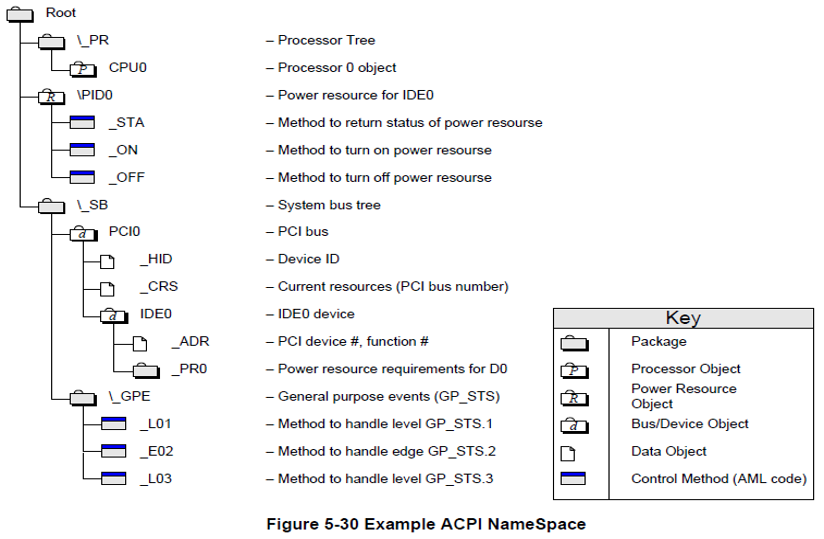 Root
\_PR – Processor Tree
P CPU0 – Processor 0 object
R \PID0 – Power resource for IDE0
_STA – Method to return status of power resourse
_ON – Method to turn on power resourse
_OFF – Method to turn off power resourse
\_SB – System bus tree
d PCI0 – PCI bus
_HID – Device ID
_CRS – Current resources (PCI bus number)
d IDE0 – IDE0 device
_ADR – PCI device #, function #
_PR0 – Power resource requirements for D0
\_GPE – General purpose events (GP_STS)
_L01 – Method to handle level GP_STS.1
_E02 – Method to handle edge GP_STS.2
_L03 – Method to handle level GP_STS.3
Key
Package
P Processor Object
R Power Resource
Object
d Bus/Device Object
Data Object
Control Method (AML code)
Figure 5-30 Example ACPI NameSpace